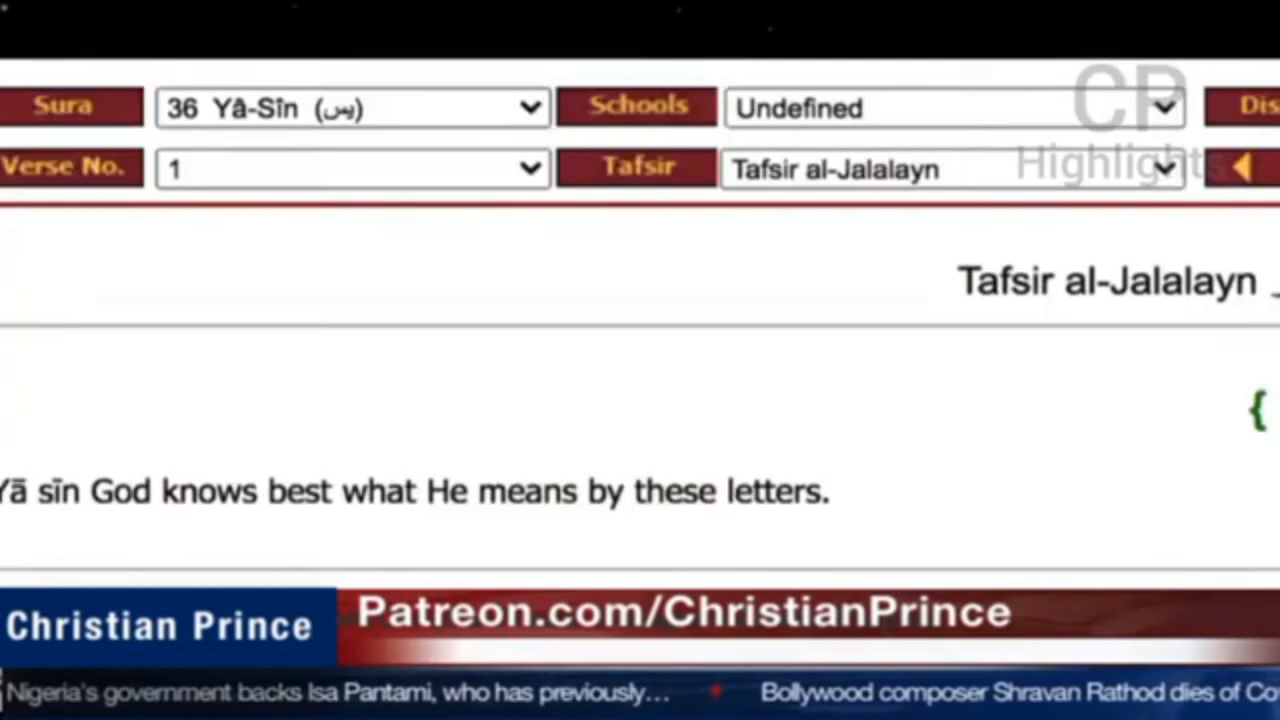 Sura 36 Yâ-Sîn (يس) Schools Undefined Dis
CP
Verse No. 1 Tafsir Tafsir al-Jalalayn
Highlights
Tafsir al-Jalalayn _
{
Yā sīn God knows best what He means by these letters.
Christian Prince Patreon.com/ChristianPrince
Nigeria's government backs Isa Pantami, who has previously... Bollywood composer Shravan Rathod dies of Co